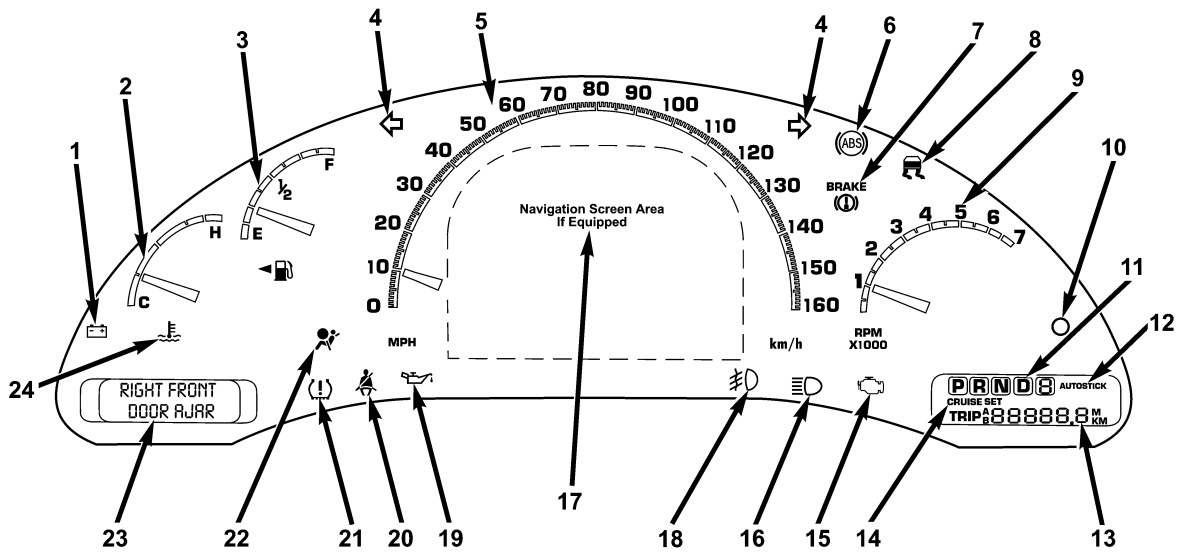 1
2
3
4
5
4
6
7
8
9
10
11
12
13
14
15
16
17
18
19
20
21
22
23
24
C
H
E
1/2
F
0
10
20
30
40
50
60
70
80
90
100
110
120
130
140
150
160
MPH
km/h
Navigation Screen Area
If Equipped
ABS
BRAKE
1
2
3
4
5
6
7
RPM
X1000
RIGHT FRONT
DOOR AJAR
P R N D 8 AUTOSTICK
CRUISE SET
TRIP A B 88888.8 M KM